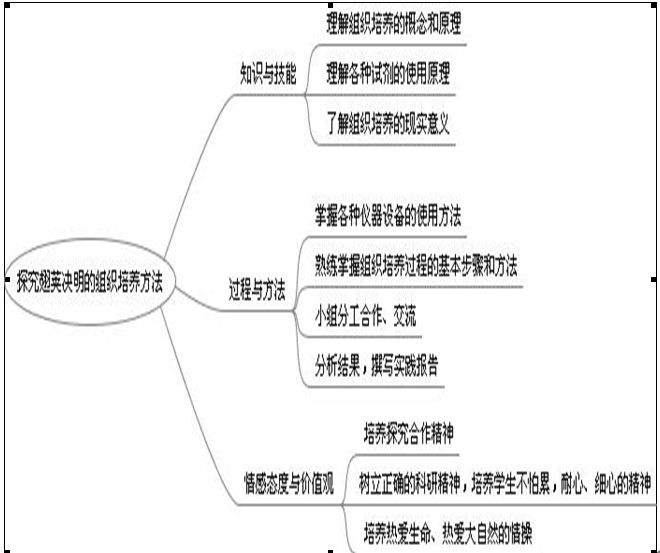 探究翅荚决明的组织培养方法
知识与技能
理解组织培养的概念和原理
理解各种试剂的使用原理
了解组织培养的现实意义
过程与方法
掌握各种仪器设备的使用方法
熟练掌握组织培养过程的基本步骤和方法
小组分工合作、交流
分析结果，撰写实践报告
情感态度与价值观
培养探究合作精神
树立正确的科研精神，培养学生不怕累，耐心、细心的精神
培养热爱生命、热爱大自然的情操